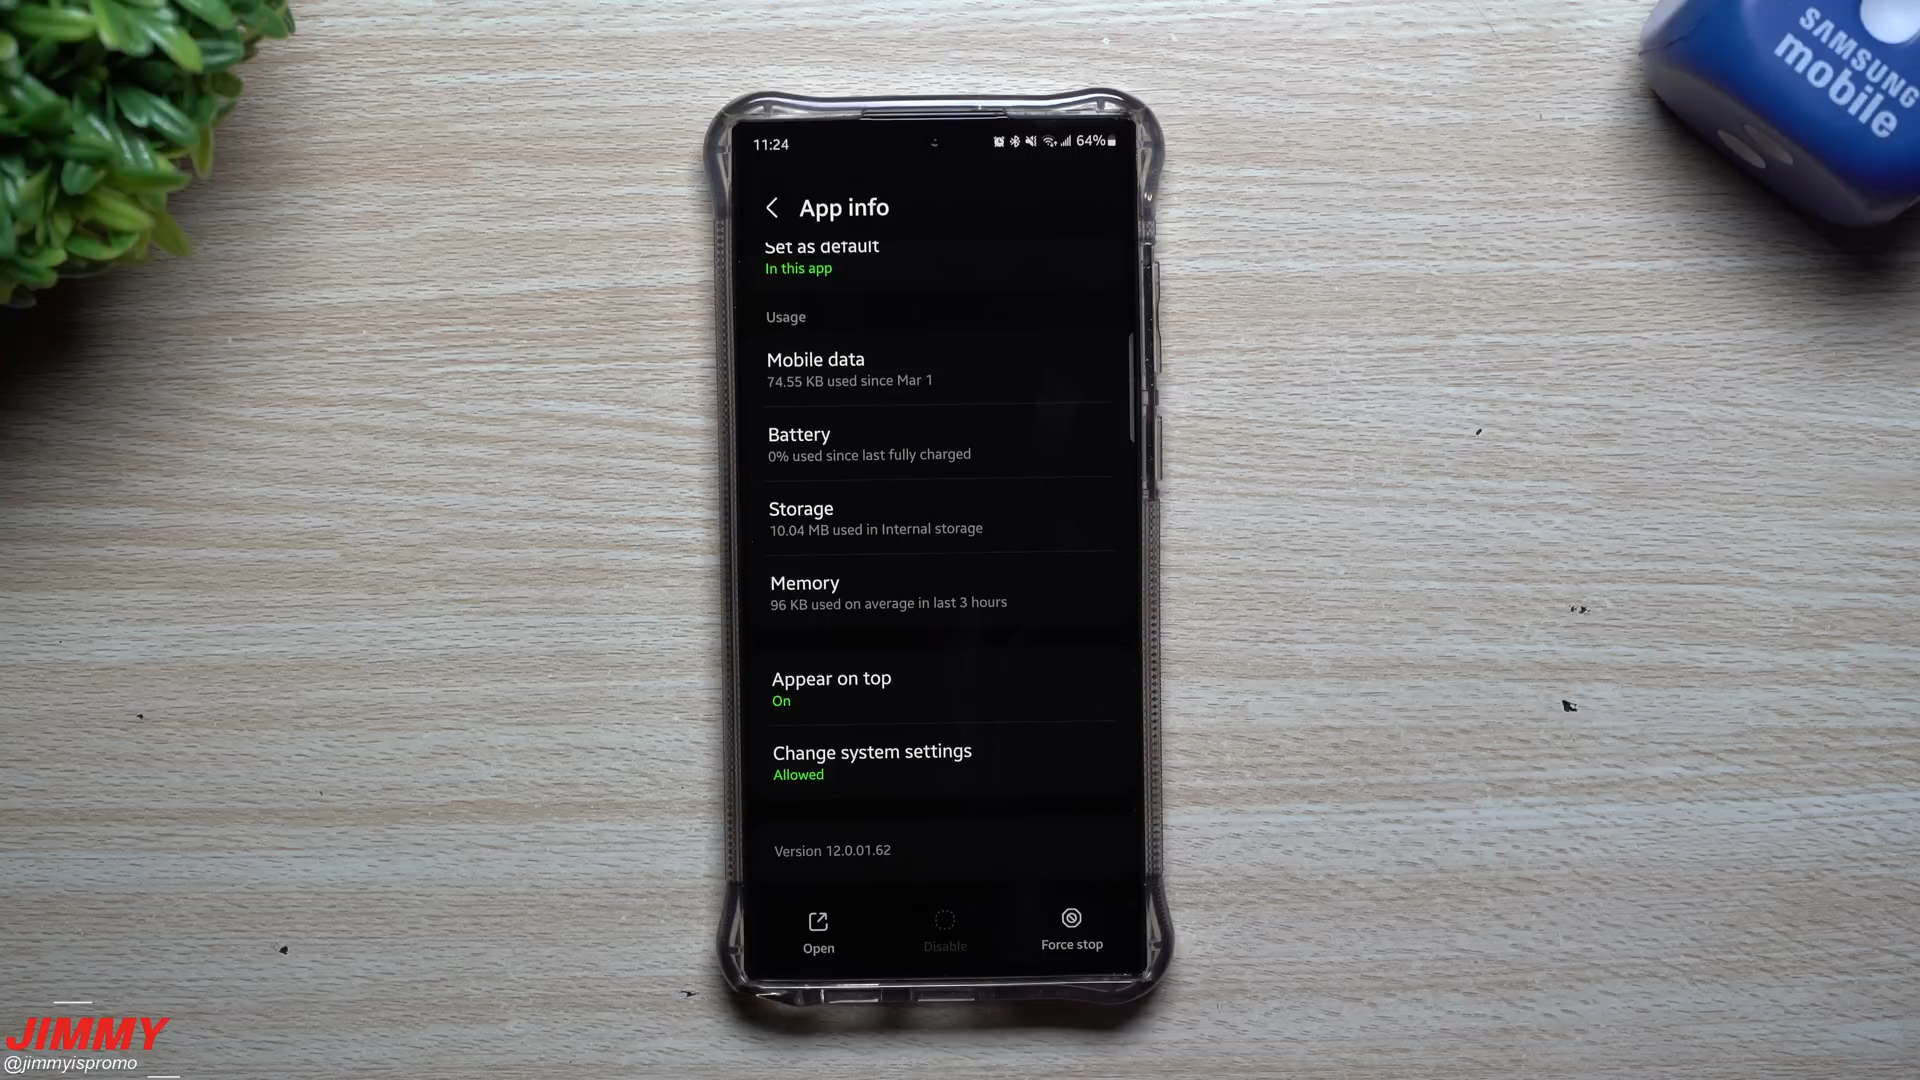 SAMSUNG
mobile
11:24
64%
App info
Set as default
In this app
Usage
Mobile data
74.55 KB used since Mar 1
Battery
0% used since last fully charged
Storage
10.04 MB used in Internal storage
Memory
96 KB used on average in last 3 hours
Appear on top
On
Change system settings
Allowed
Version 12.0.01.62
Open
Disable
Force stop
JIMMY
@jimmyispromo